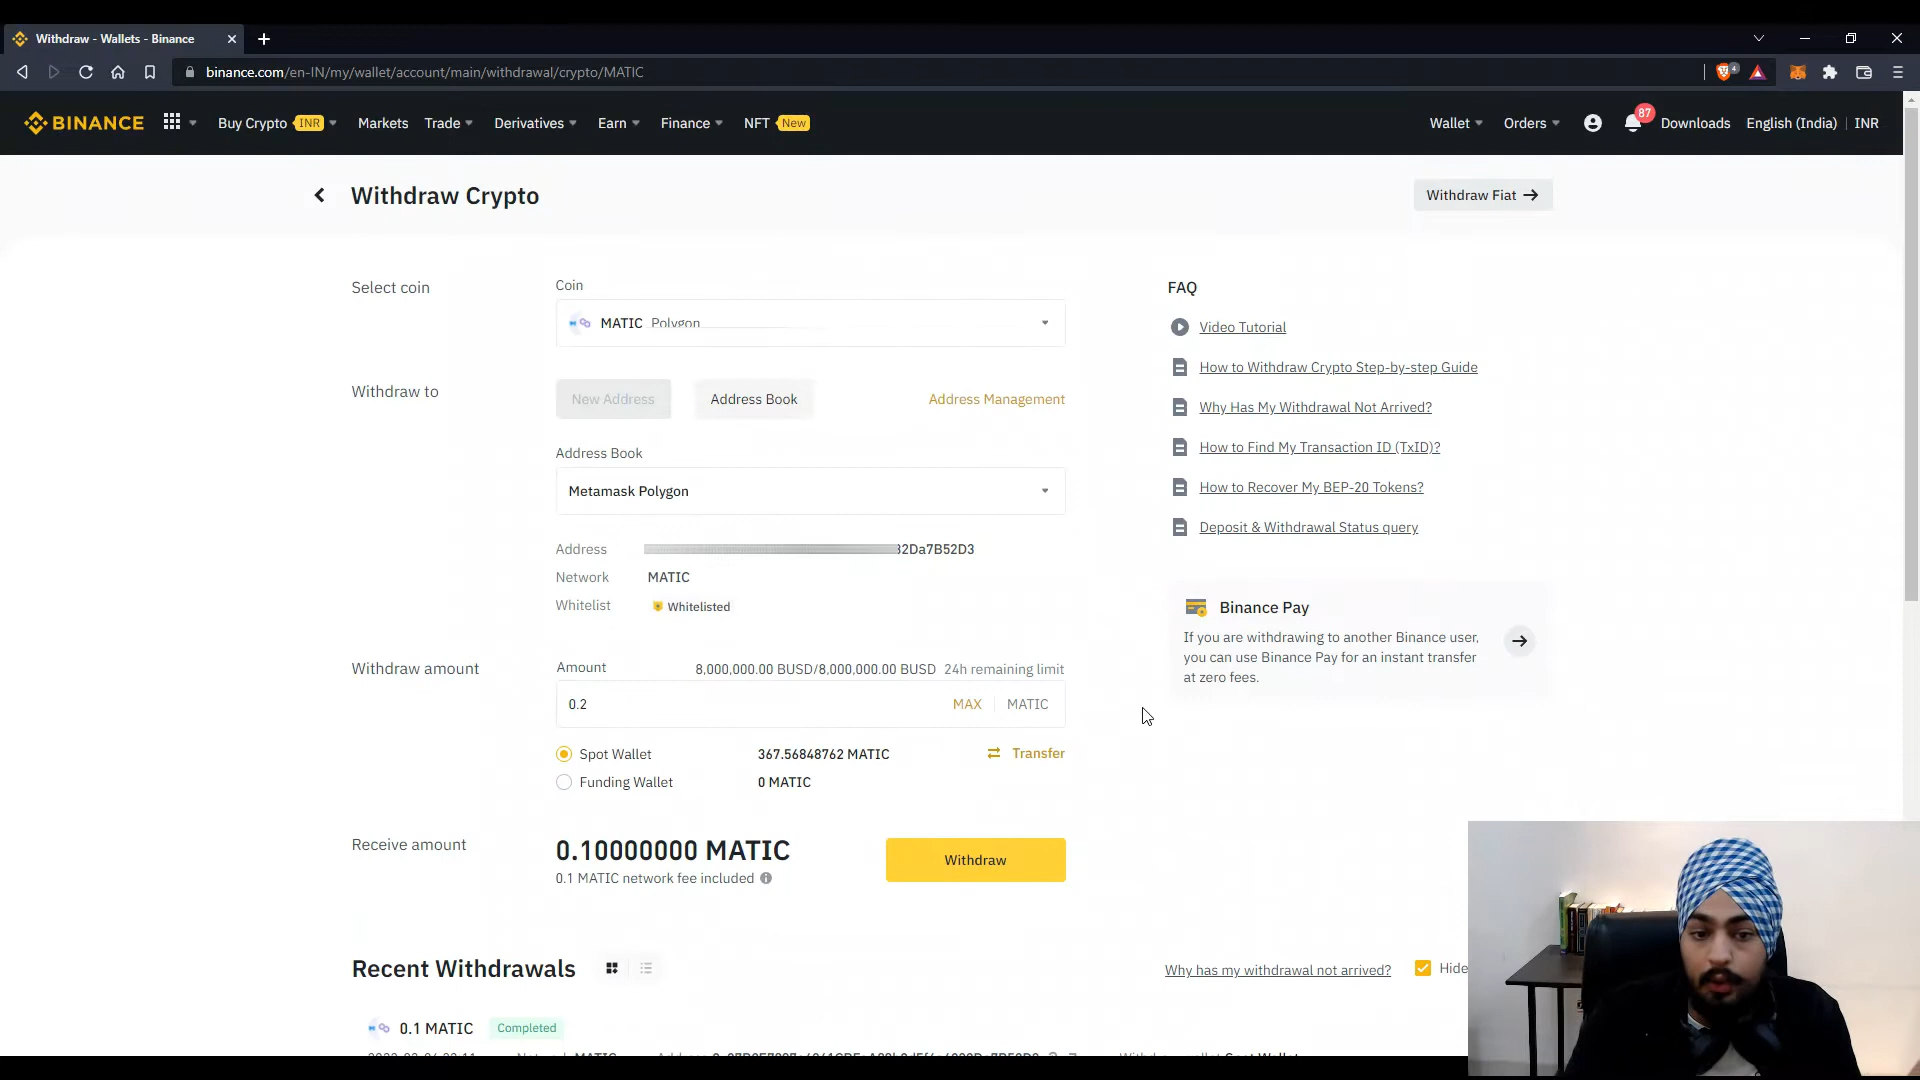 Withdraw - Wallets - Binance
binance.com/en-IN/my/wallet/account/main/withdrawal/crypto/MATIC
4
BINANCE Buy Crypto INR Markets Trade Derivatives Earn Finance NFT New Wallet Orders 87 Downloads English (India) INR
Withdraw Crypto
Withdraw Fiat
Select coin
Coin
MATIC Polygon
Withdraw to
New Address Address Book Address Management
Address Book
Metamask Polygon
Address 32Da7B52D3
Network MATIC
Whitelist Whitelisted
Withdraw amount
Amount 8,000,000.00 BUSD/8,000,000.00 BUSD 24h remaining limit
0.2 MAX MATIC
Spot Wallet 367.56848762 MATIC Transfer
Funding Wallet 0 MATIC
Receive amount
0.10000000 MATIC
0.1 MATIC network fee included
Withdraw
FAQ
Video Tutorial
How to Withdraw Crypto Step-by-step Guide
Why Has My Withdrawal Not Arrived?
How to Find My Transaction ID (TxID)?
How to Recover My BEP-20 Tokens?
Deposit & Withdrawal Status query
Binance Pay
If you are withdrawing to another Binance user,
you can use Binance Pay for an instant transfer
at zero fees.
Recent Withdrawals
Why has my withdrawal not arrived? Hide
0.1 MATIC Completed